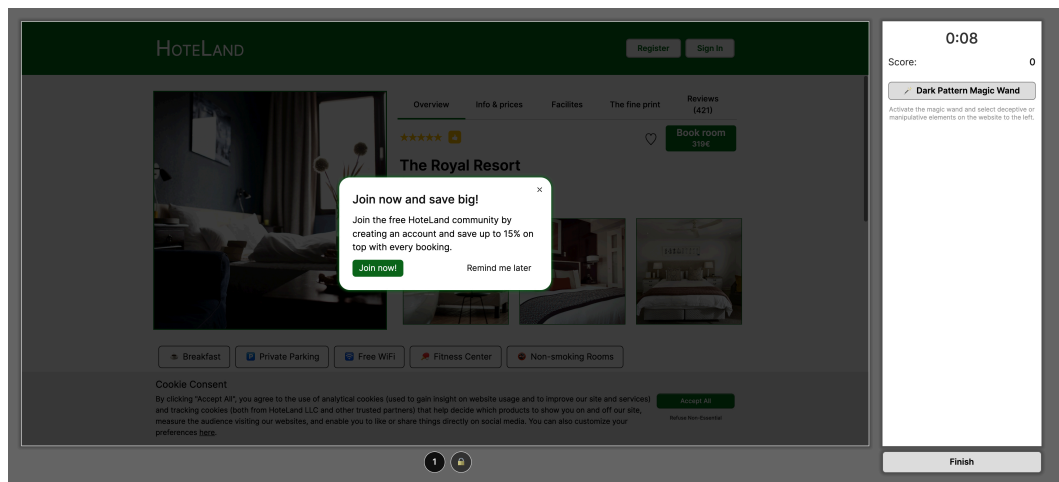 HOTELAND
Register
Sign In
Overview
Info & prices
Facilites
The fine print
Reviews
(421)
Book room
319€
The Royal Resort
Join now and save big!
×
Join the free HoteLand community by
creating an account and save up to 15% on
top with every booking.
Join now!
Remind me later
Breakfast
Private Parking
Free WiFi
Fitness Center
Non-smoking Rooms
Cookie Consent
By clicking "Accept All", you agree to the use of analytical cookies (used to gain insight on website usage and to improve our site and services)
and tracking cookies (both from HoteLand LLC and other trusted partners) that help decide which products to show you on and off our site,
measure the audience visiting our websites, and enable you to like or share things directly on social media. You can also customize your
preferences here.
Accept All
Refuse Non-Essential
1
0:08
Score: 0
Dark Pattern Magic Wand
Activate the magic wand and select deceptive or
manipulative elements on the website to the left.
Finish